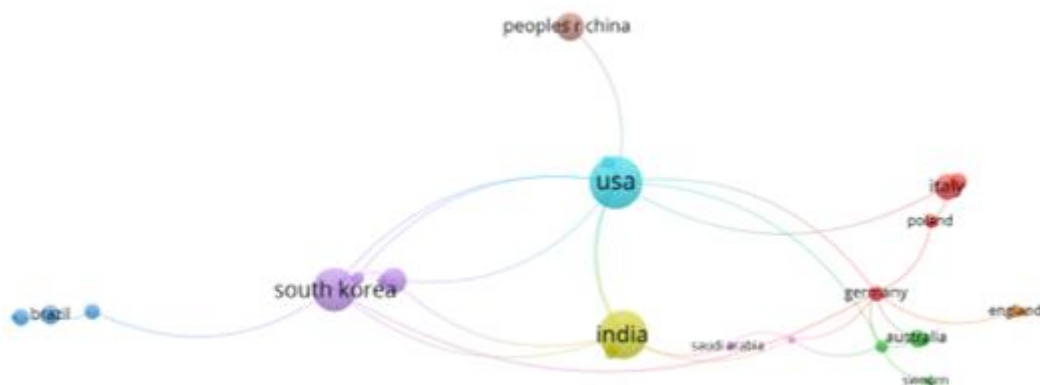 peoples r china
usa
italy
poland
south korea
germany
brazil
england
india
australia
saudi arabia
sweden